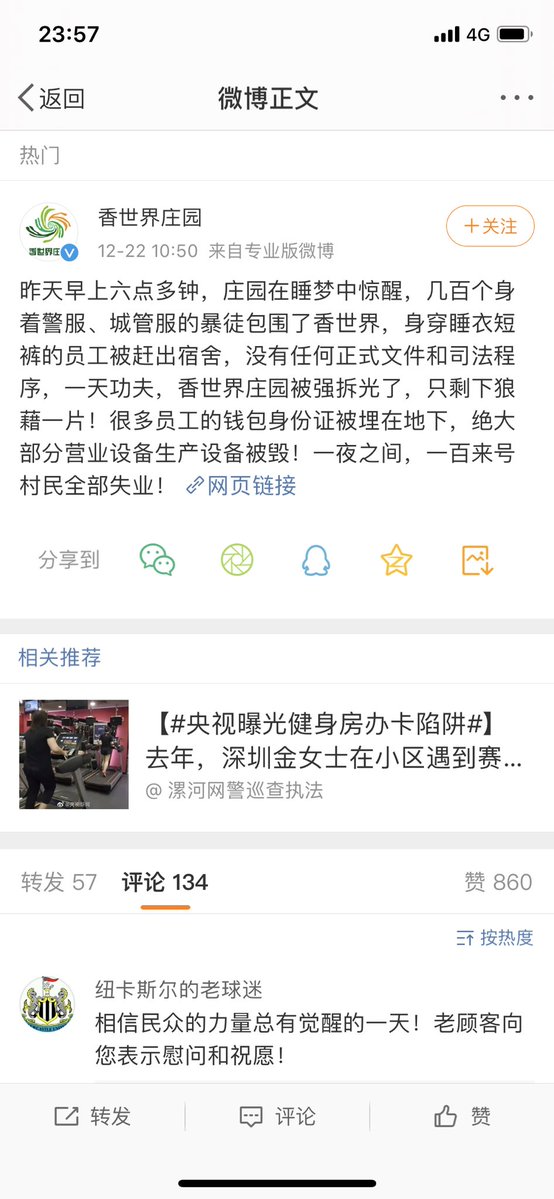 23:57
4G
返回
微博正文
热门
香世界庄园
12-22 10:50 来自专业版微博
+关注
香世界庄园
昨天早上六点多钟，庄园在睡梦中惊醒，几百个身
着警服、城管服的暴徒包围了香世界，身穿睡衣短
裤的员工被赶出宿舍，没有任何正式文件和司法程
序，一天功夫，香世界庄园被强拆光了，只剩下狼
藉一片！很多员工的钱包身份证被埋在地下，绝大
部分营业设备生产设备被毁！一夜之间，一百来号
村民全部失业！ 网页链接
分享到
相关推荐
【#央视曝光健身房办卡陷阱#】
去年，深圳金女士在小区遇到赛...
@ 漯河网警巡查执法
转发 57 评论 134 赞 860
按热度
纽卡斯尔的老球迷
相信民众的力量总有觉醒的一天！老顾客向
您表示慰问和祝愿！
转发 评论 赞